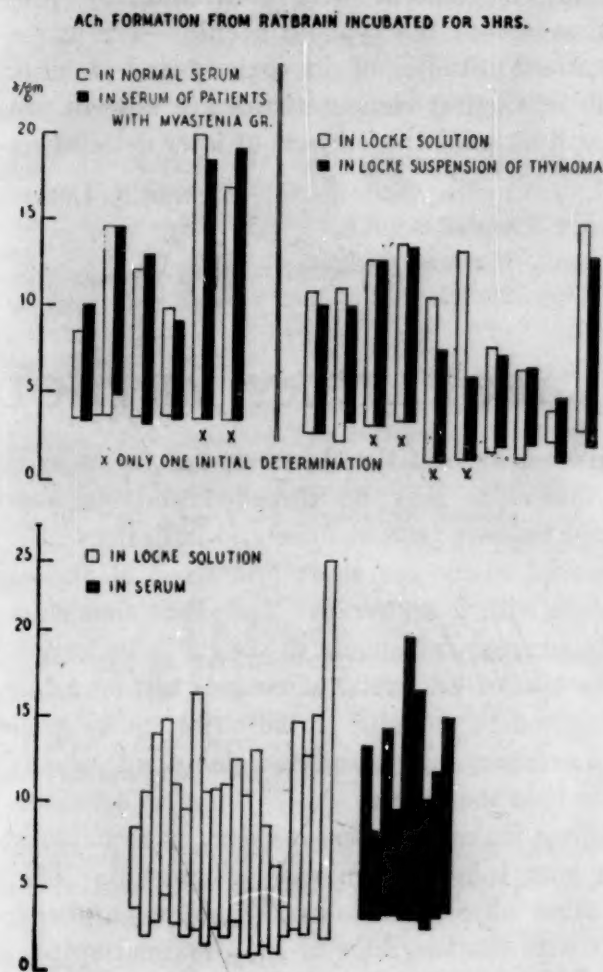 ACh FORMATION FROM RATBRAIN INCUBATED FOR 3HRS.
□ IN NORMAL SERUM
■ IN SERUM OF PATIENTS
WITH MYASTENIA GR.
□ IN LOCKE SOLUTION
■ IN LOCKE SUSPENSION OF THYMOMA
ɣ/gm
20
15
10
5
0
x x x x x x
x ONLY ONE INITIAL DETERMINATION
□ IN LOCKE SOLUTION
■ IN SERUM
25
20
15
10
5
0